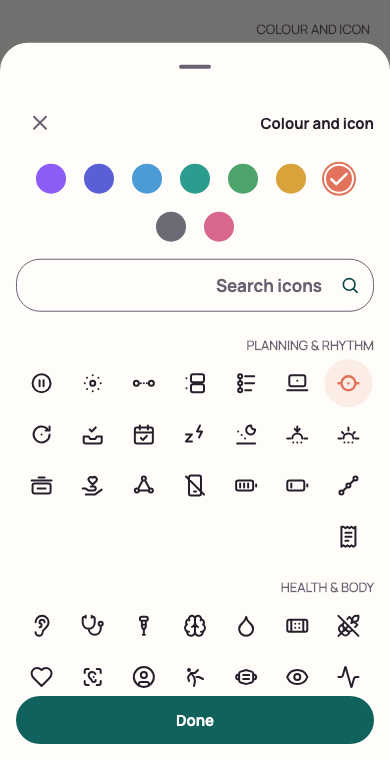 COLOUR AND ICON
Colour and icon
Search icons
PLANNING & RHYTHM
HEALTH & BODY
Done